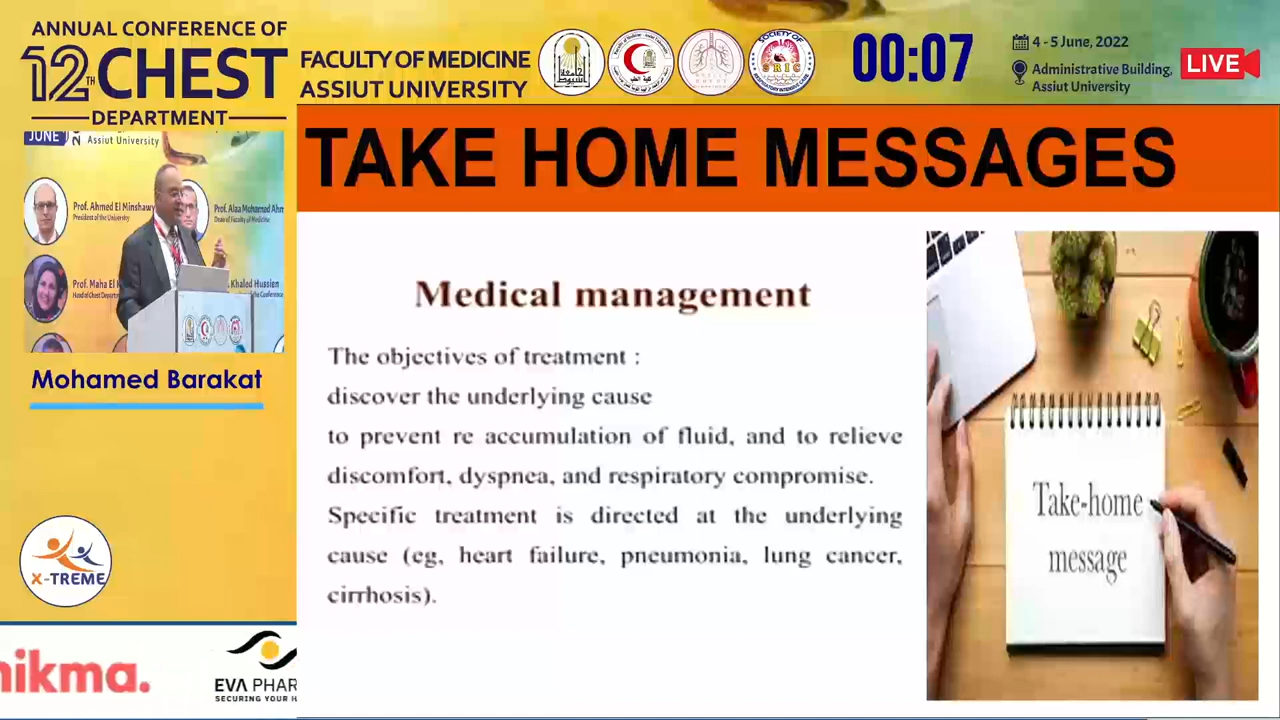 ANNUAL CONFERENCE OF
12TH CHEST
DEPARTMENT
FACULTY OF MEDICINE
ASSIUT UNIVERSITY
SOCIETY OF
SRIC
00:07
4 - 5 June, 2022
Administrative Building,
Assiut University
LIVE
JUNE
Assiut University
Prof. Ahmed El Minshawy
President of the University
Prof. Alaa Mohamed
Dean of Faculty of Medicine
Prof. Maha El
Head of Chest
Khaled Hussien
Mohamed Barakat
X-TREME
hikma.
EVA PHAR
SECURING YOUR H
TAKE HOME MESSAGES
Medical management
The objectives of treatment :
discover the underlying cause
to prevent re accumulation of fluid, and to relieve
discomfort, dyspnea, and respiratory compromise.
Specific treatment is directed at the underlying
cause (eg, heart failure, pneumonia, lung cancer,
cirrhosis).
Take-home
message